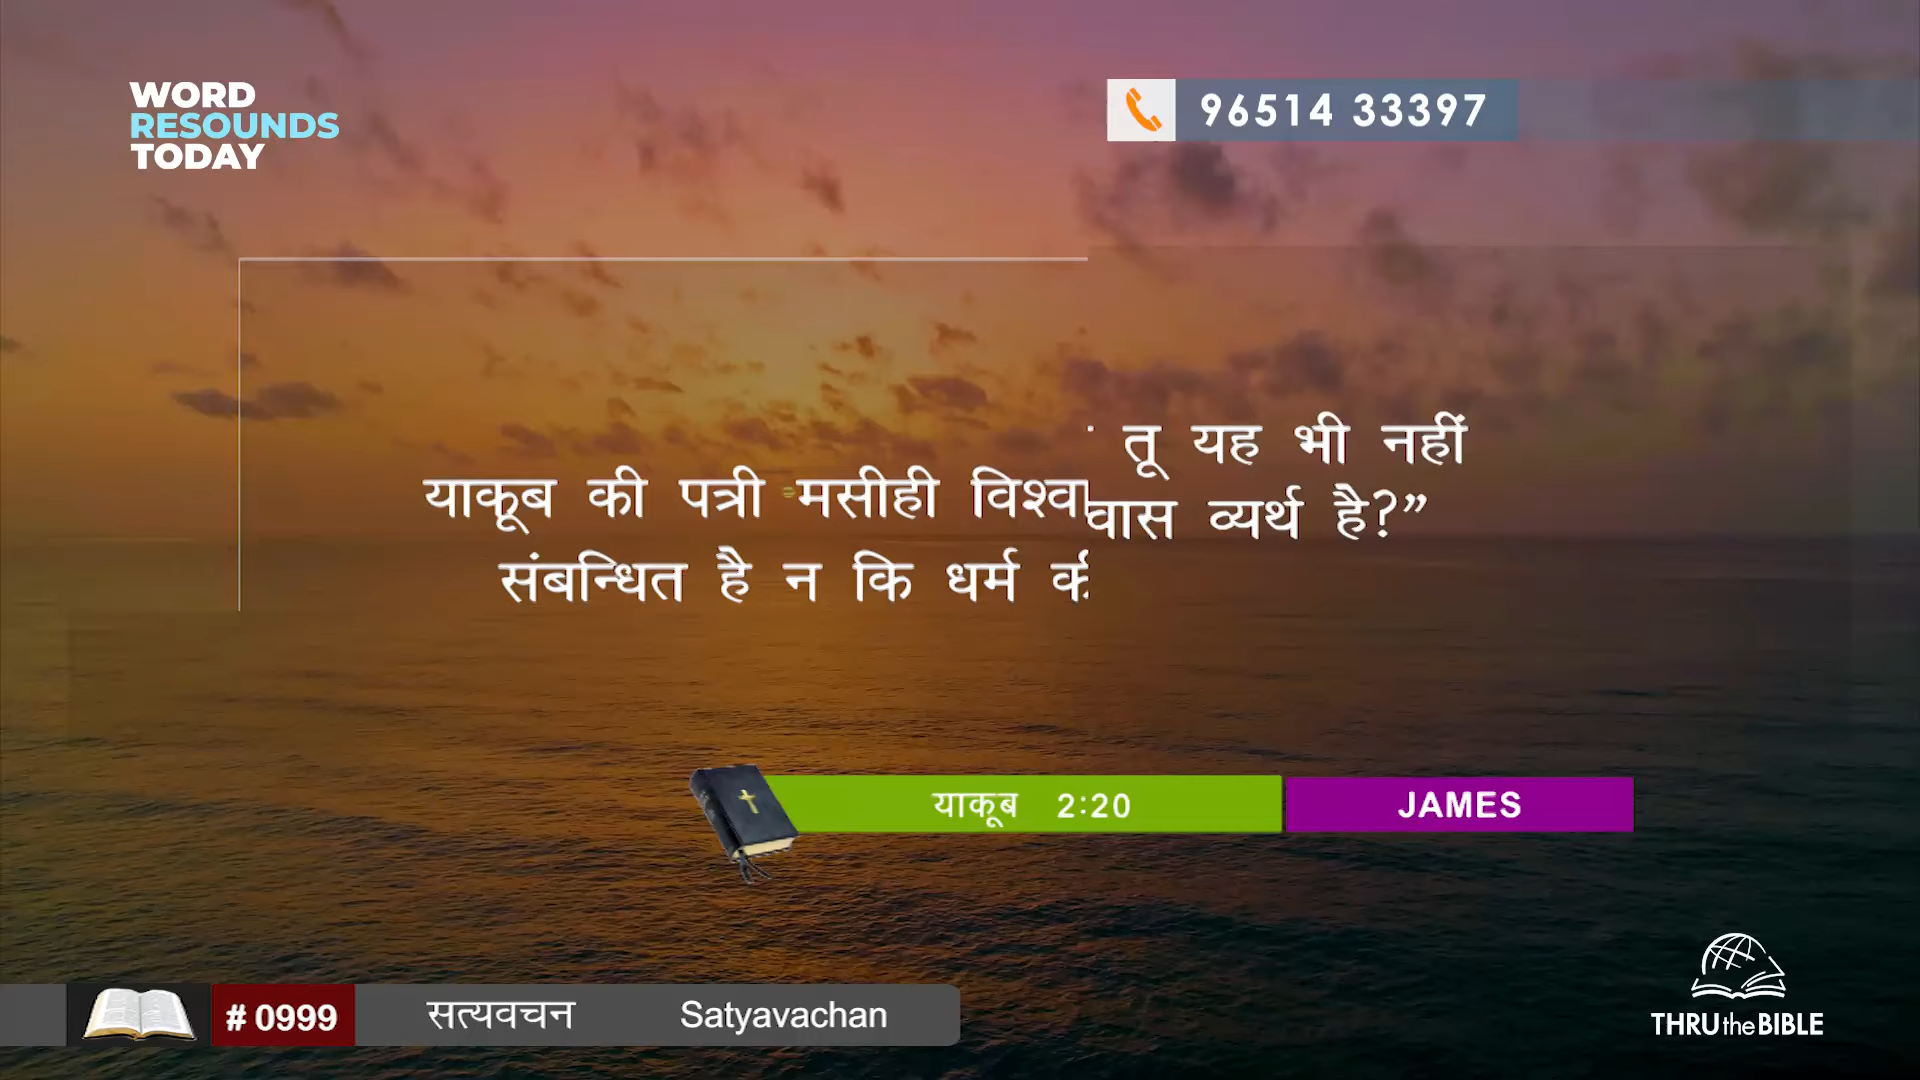 WORD
RESOUNDS
TODAY
96514 33397
तू यह भी नहीं
याकूब की पत्री मसीही
व्यर्थ है?”
संबन्धित है न कि धर्म
याकूब 2:20
JAMES
# 0999
सत्यवचन
Satyavachan
THRU the BIBLE